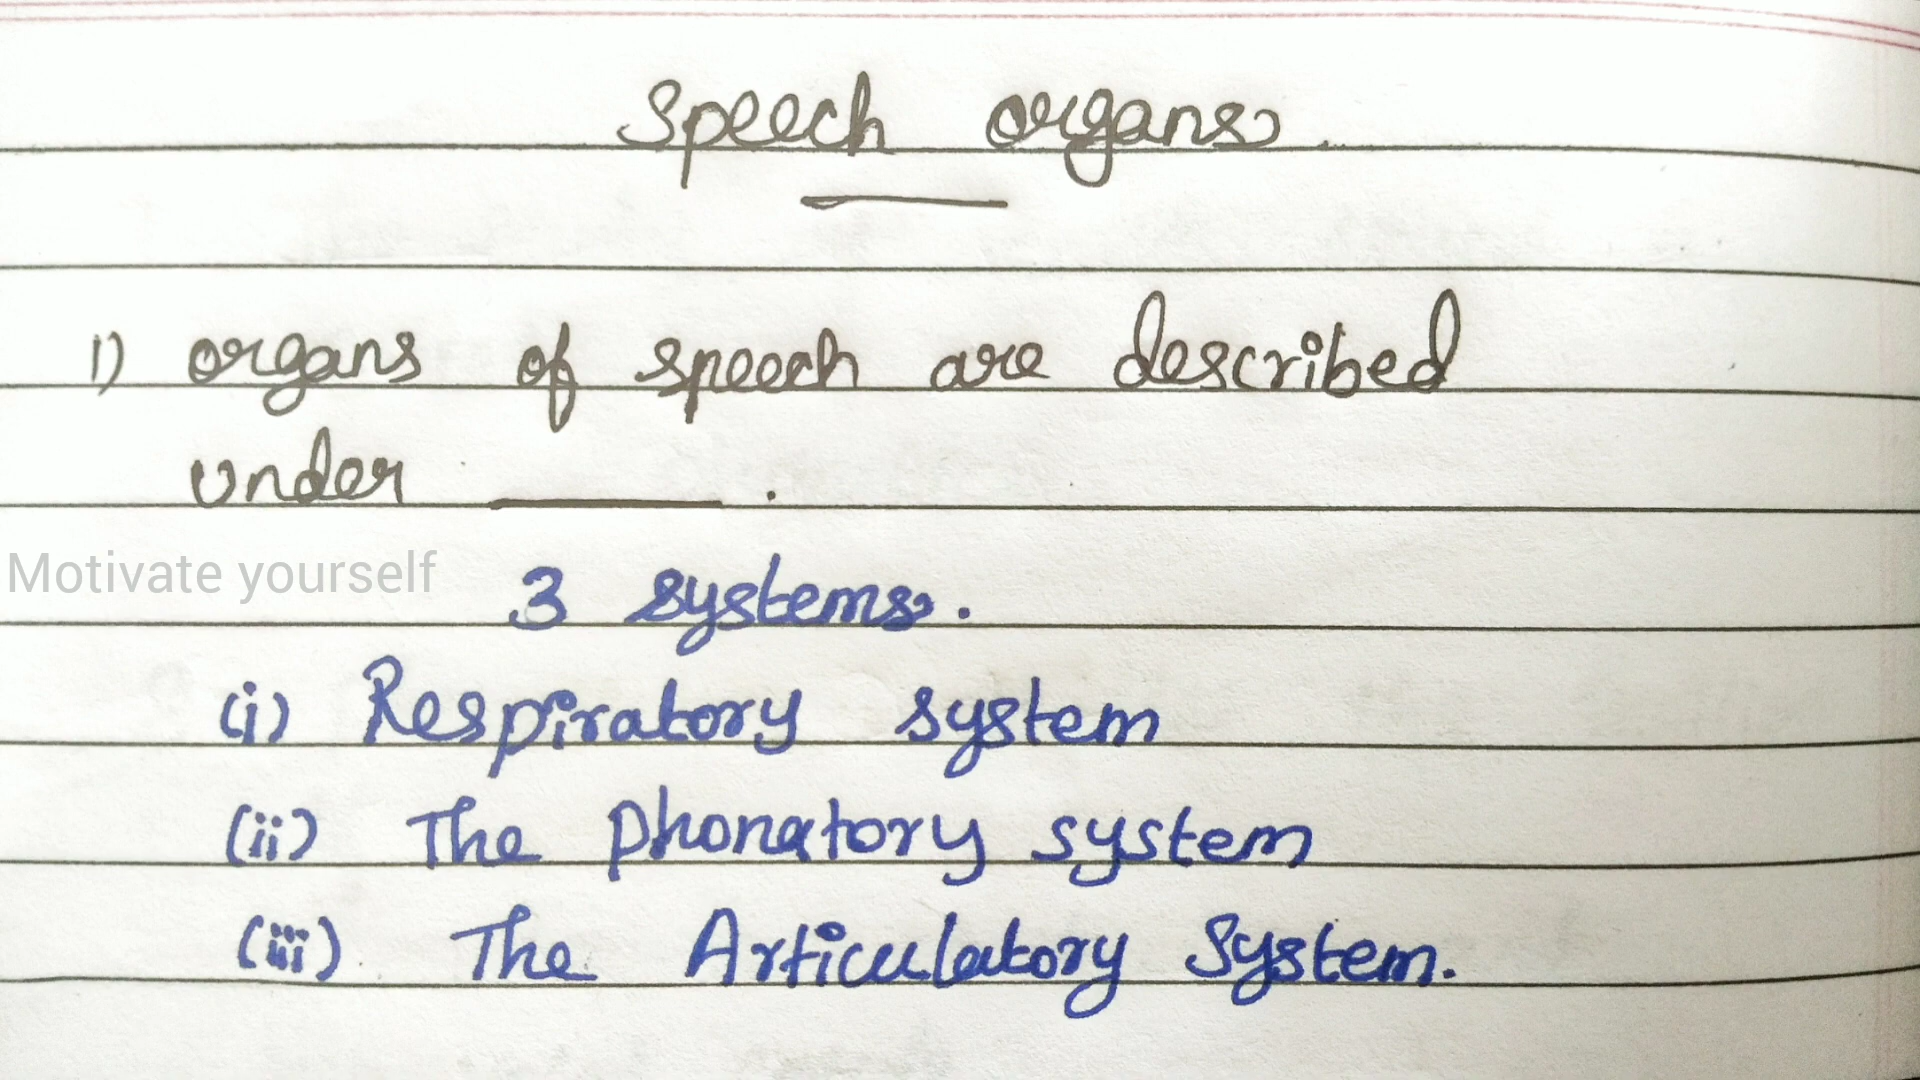 Speech organs.
1) organs of speech are described
under ______ .
Motivate yourself
3 systems.
(i) Respiratory system
(ii) The phonatory system
(iii). The Articulatory System.